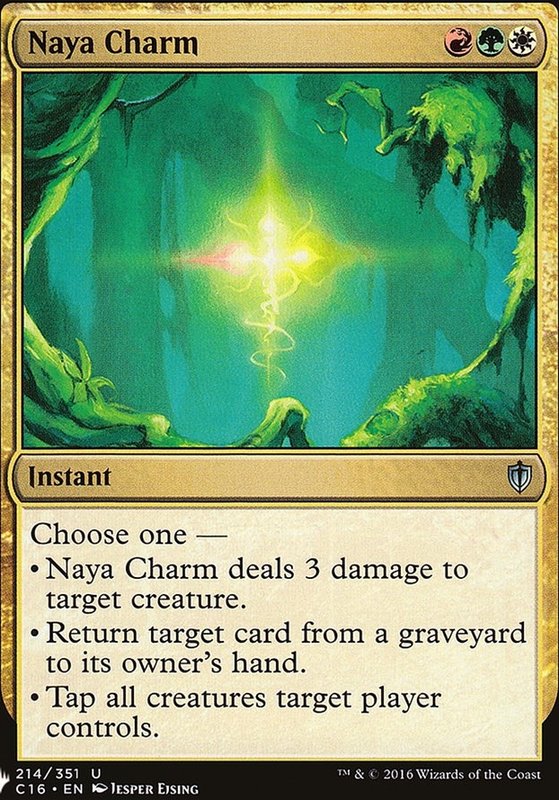 Naya Charm
Instant
Choose one —
• Naya Charm deals 3 damage to
target creature.
• Return target card from a graveyard
to its owner's hand.
• Tap all creatures target player
controls.
214/351 U
C16 • EN Jesper Ejsing
™ & © 2016 Wizards of the Coast